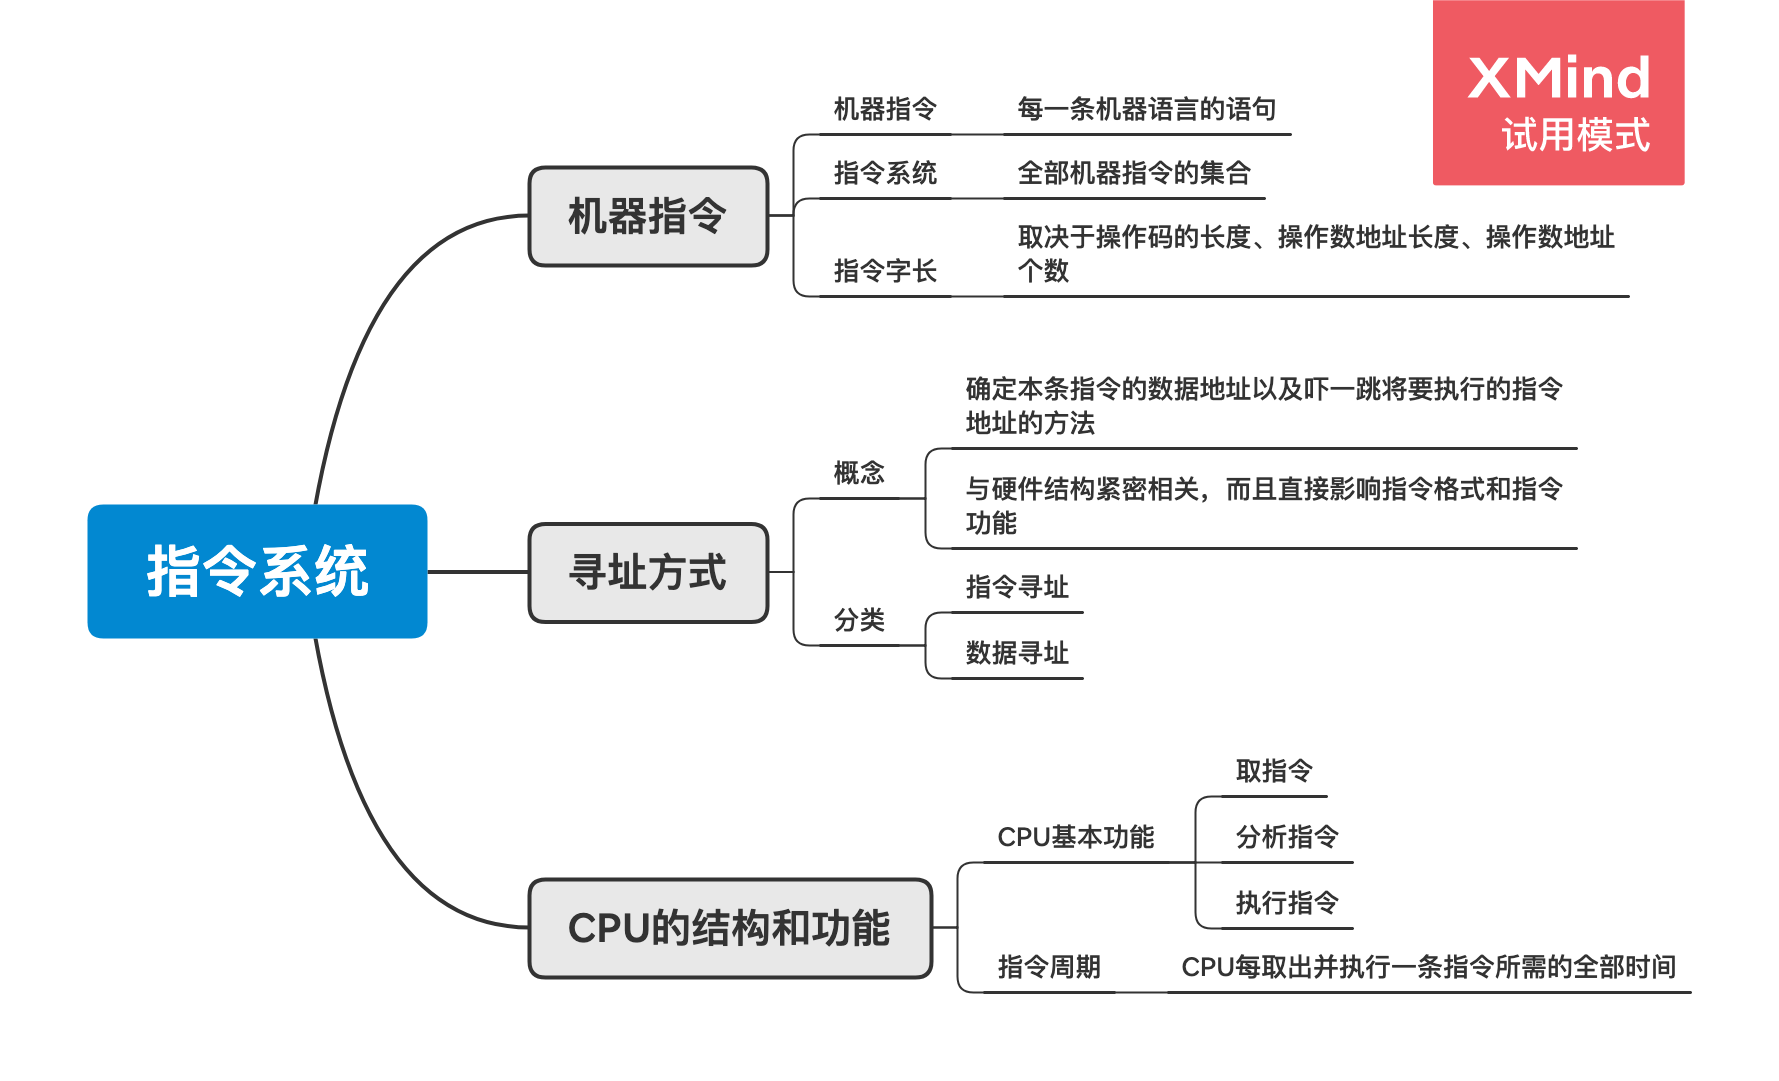 XMind
试用模式
指令系统
机器指令
机器指令
每一条机器语言的语句
指令系统
全部机器指令的集合
指令字长
取决于操作码的长度、操作数地址长度、操作数地址
个数
寻址方式
概念
确定本条指令的数据地址以及吓一跳将要执行的指令
地址的方法
与硬件结构紧密相关，而且直接影响指令格式和指令
功能
分类
指令寻址
数据寻址
CPU的结构和功能
CPU基本功能
取指令
分析指令
执行指令
指令周期
CPU每取出并执行一条指令所需的全部时间